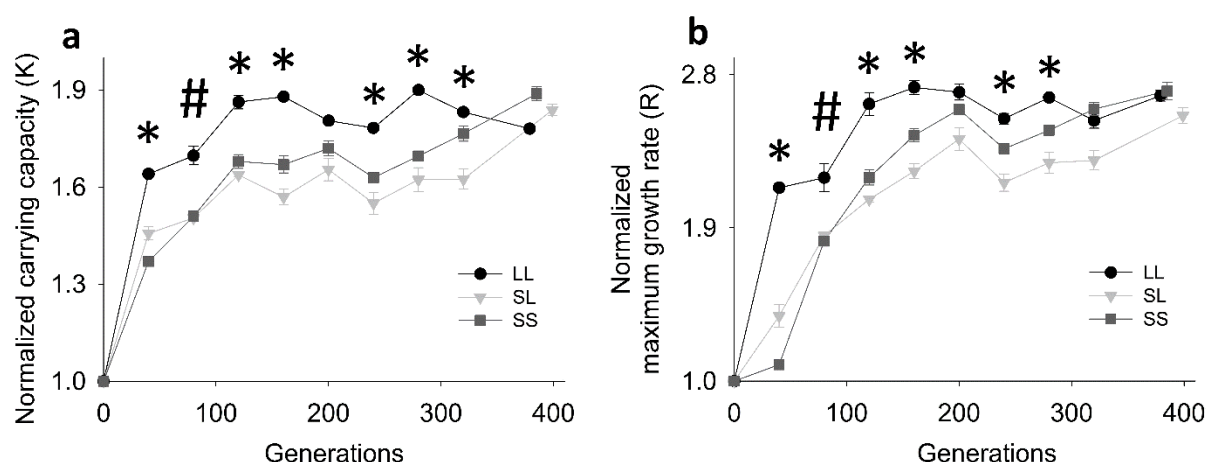 a
Normalized carrying capacity (K)
1.9
1.6
1.3
1.0
* # * * * * *
LL
SL
SS
0 100 200 300 400
Generations
b
Normalized
maximum growth rate (R)
2.8
1.9
1.0
* # * * * *
LL
SL
SS
0 100 200 300 400
Generations